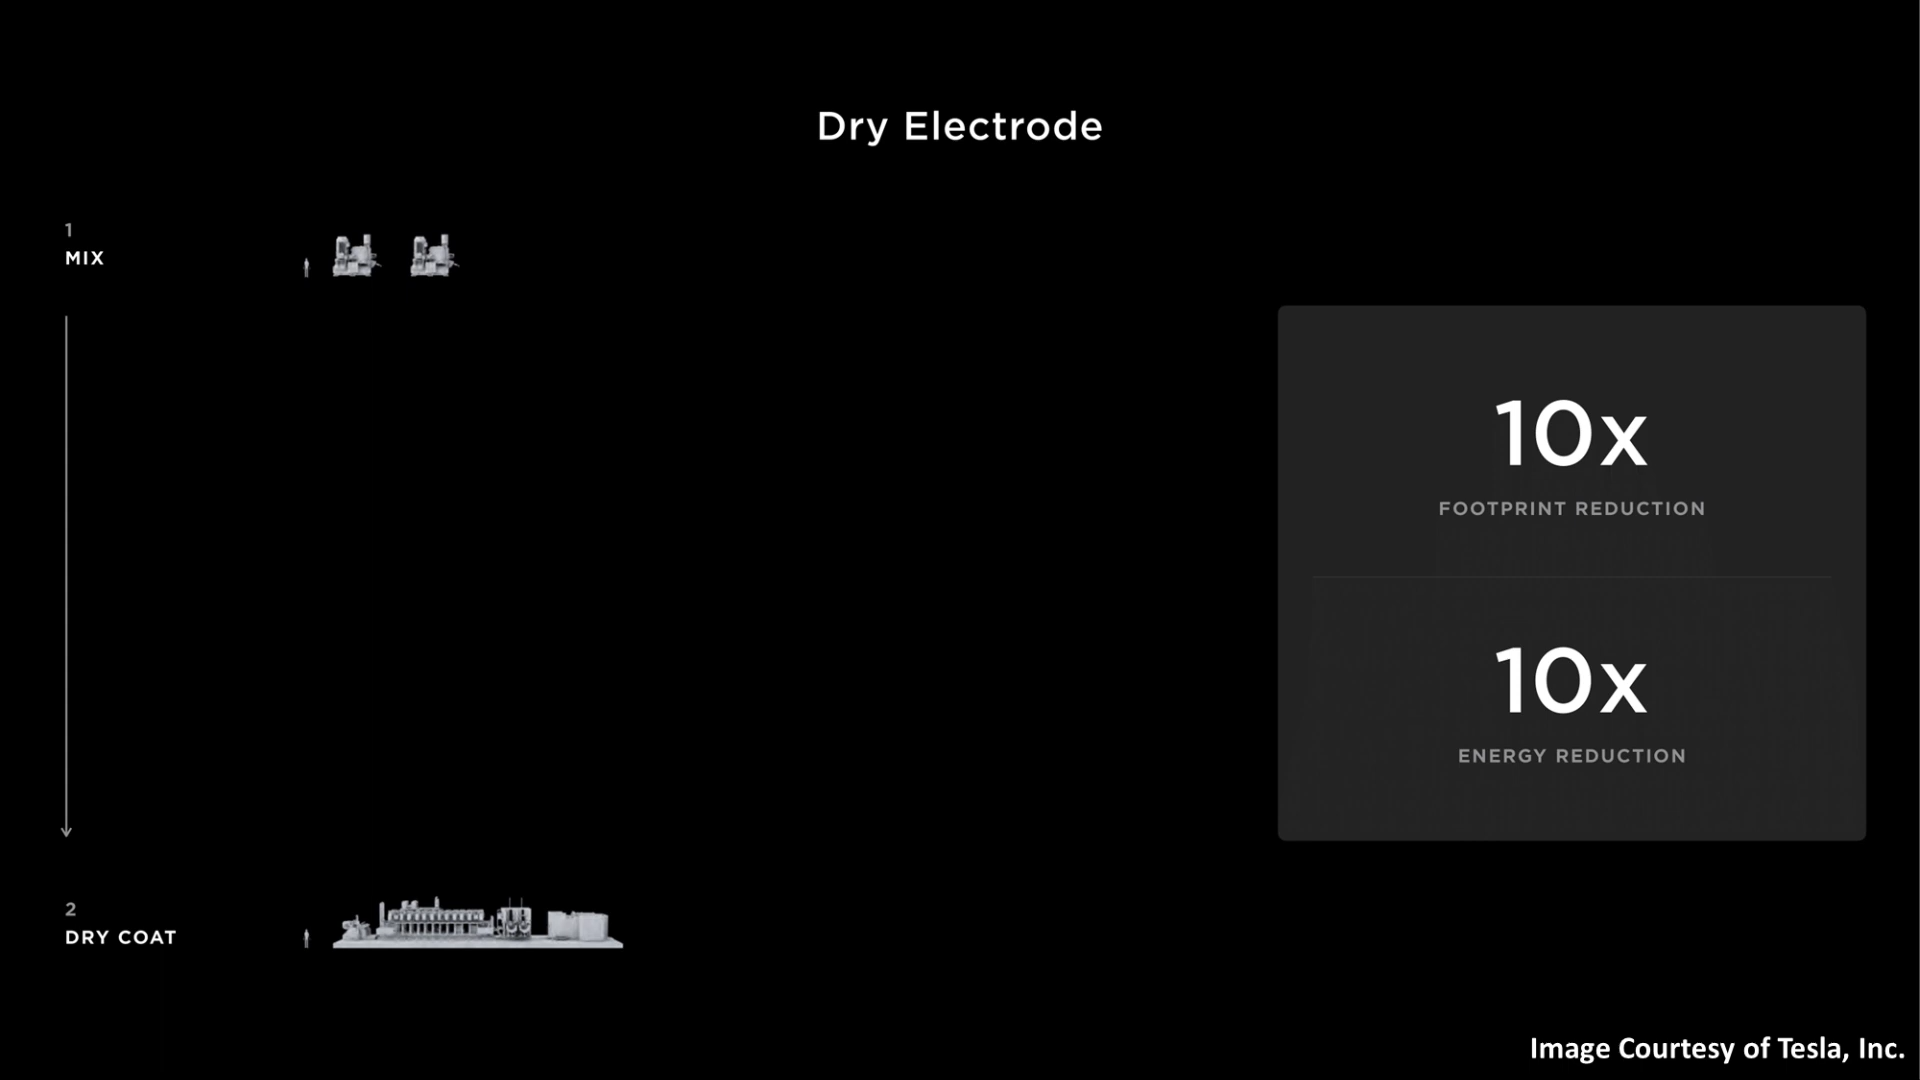 Dry Electrode
1
MIX
10x
FOOTPRINT REDUCTION
10x
ENERGY REDUCTION
2
DRY COAT
Image Courtesy of Tesla, Inc.